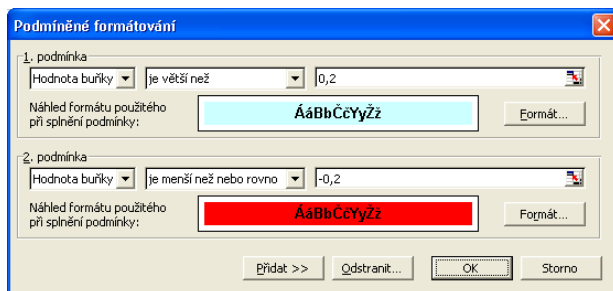 Podmíněné formátování
1. podmínka
Hodnota buňky je větší než 0,2
Náhled formátu použitého
při splnění podmínky:
ÁáBbČčYyŽž
Formát...
2. podmínka
Hodnota buňky je menší než nebo rovno -0,2
Náhled formátu použitého
při splnění podmínky:
ÁáBbČčYyŽž
Formát...
Přidat >> Odstranit... OK Storno